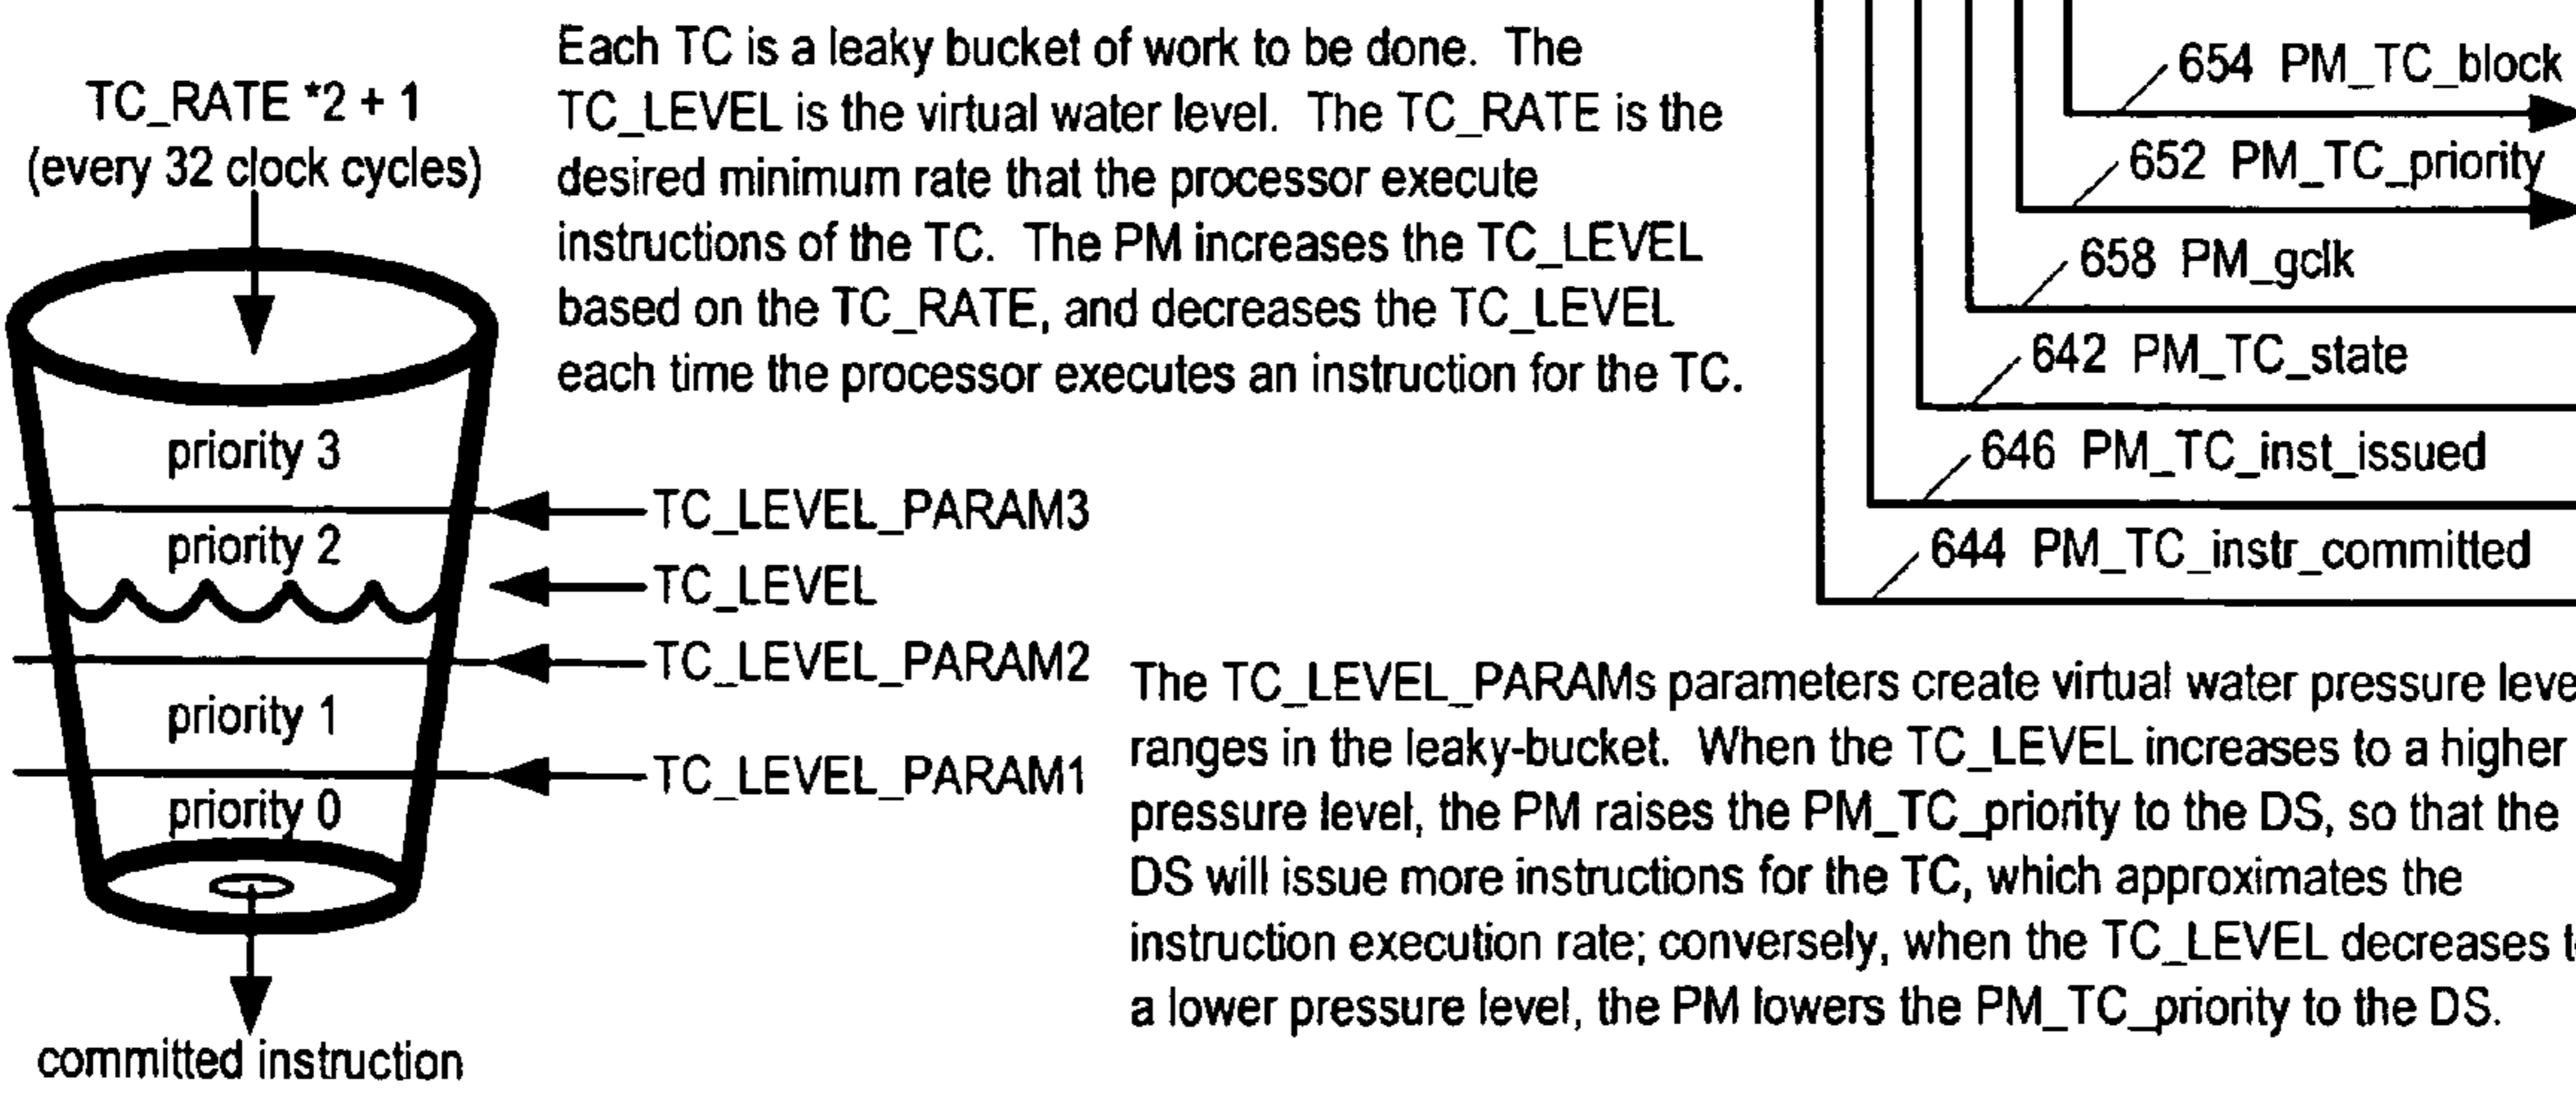 TC_RATE *2 + 1
(every 32 clock cycles)
Each TC is a leaky bucket of work to be done. The
TC_LEVEL is the virtual water level. The TC_RATE is the
desired minimum rate that the processor execute
instructions of the TC. The PM increases the TC_LEVEL
based on the TC_RATE, and decreases the TC_LEVEL
each time the processor executes an instruction for the TC.
654 PM_TC_block
652 PM_TC_priority
658 PM_gclk
642 PM_TC_state
646 PM_TC_inst_issued
644 PM_TC_instr_committed
priority 3
TC_LEVEL_PARAM3
priority 2
TC_LEVEL
TC_LEVEL_PARAM2
priority 1
TC_LEVEL_PARAM1
priority 0
committed instruction
The TC_LEVEL_PARAMs parameters create virtual water pressure leve
ranges in the leaky-bucket. When the TC_LEVEL increases to a higher
pressure level, the PM raises the PM_TC_priority to the DS, so that the
DS will issue more instructions for the TC, which approximates the
instruction execution rate; conversely, when the TC_LEVEL decreases t
a lower pressure level, the PM lowers the PM_TC_priority to the DS.